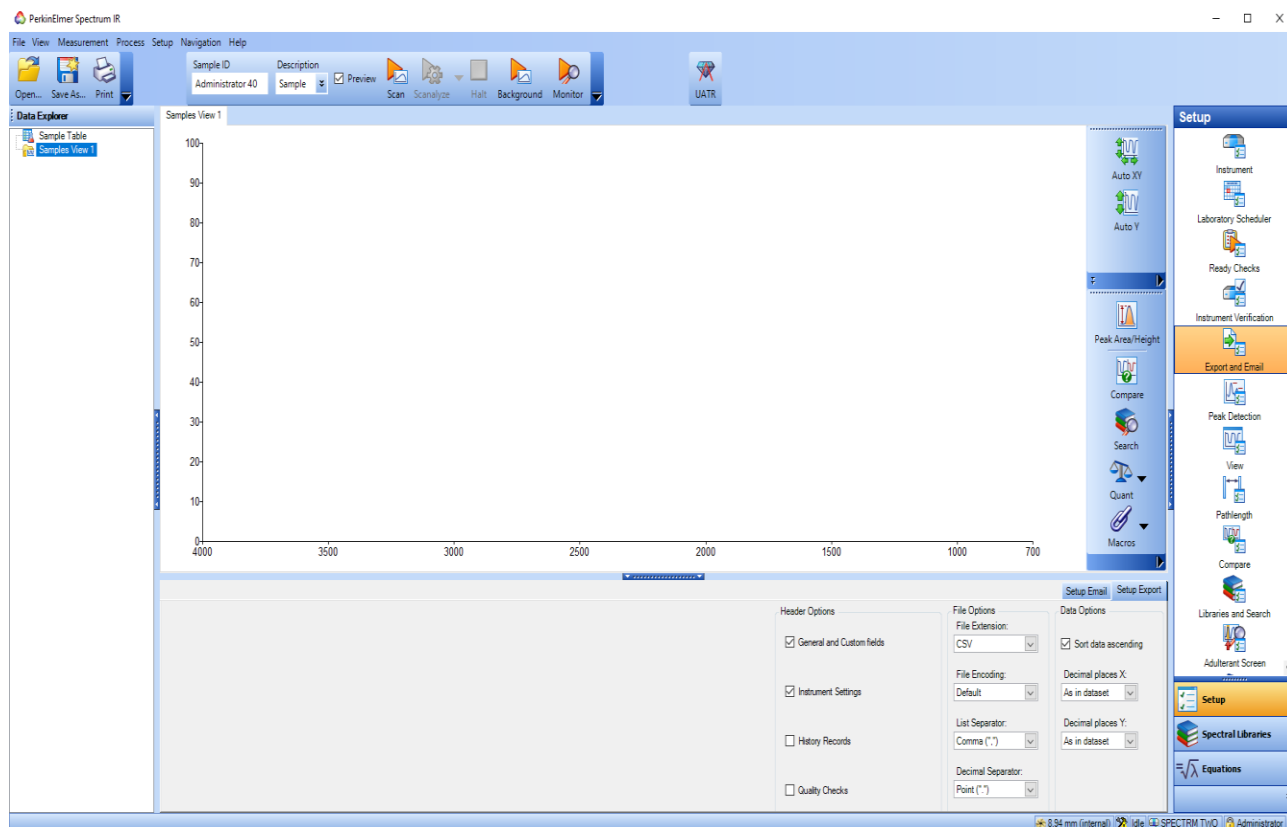 PerkinElmer Spectrum IR
File View Measurement Process Setup Navigation Help
Open... Save As... Print
Sample ID
Administrator 40
Description
Sample
Preview
Scan Scanalyze Halt Background Monitor
UATR
Data Explorer
Sample Table
Samples View 1
Samples View 1
100
90
80
70
60
50
40
30
20
10
0
4000 3500 3000 2500 2000 1500 1000 700
Auto XY
Auto Y
Peak Area/Height
Compare
Search
Quant
Macros
Setup Email Setup Export
Header Options
General and Custom fields
Instrument Settings
History Records
Quality Checks
File Options
File Extension:
CSV
File Encoding:
Default
List Separator:
Comma (",")
Decimal Separator:
Point (".")
Data Options
Sort data ascending
Decimal places X:
As in dataset
Decimal places Y:
As in dataset
Setup
Instrument
Laboratory Scheduler
Ready Checks
Instrument Verification
Export and Email
Peak Detection
View
Pathlength
Compare
Libraries and Search
Adulterant Screen
Setup
Spectral Libraries
Equations
8.94 mm (internal) Idle SPECTRM TWO Administrator